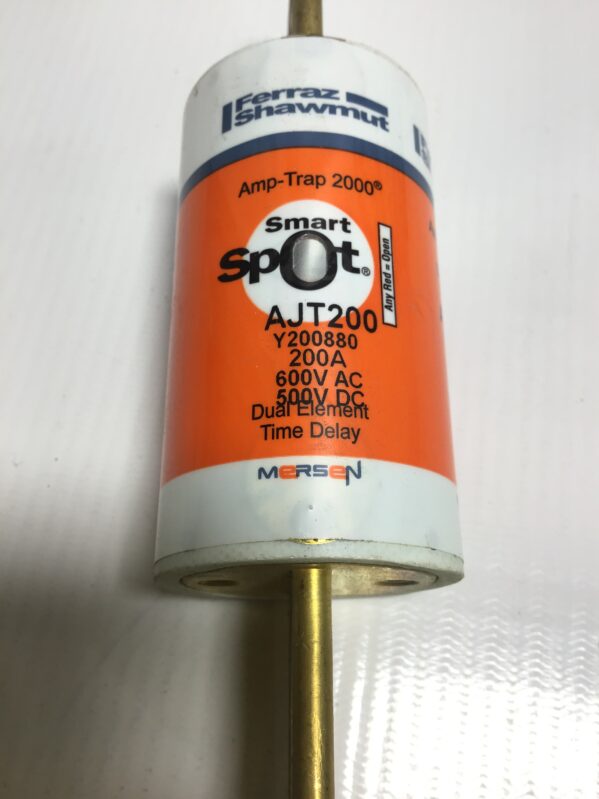 Ferraz
Shawmut
Amp-Trap 2000®
Smart
Spot®
Any Red = Open
AJT200
Y200880
200A
600V AC
500V DC
Dual Element
Time Delay
MERSEN